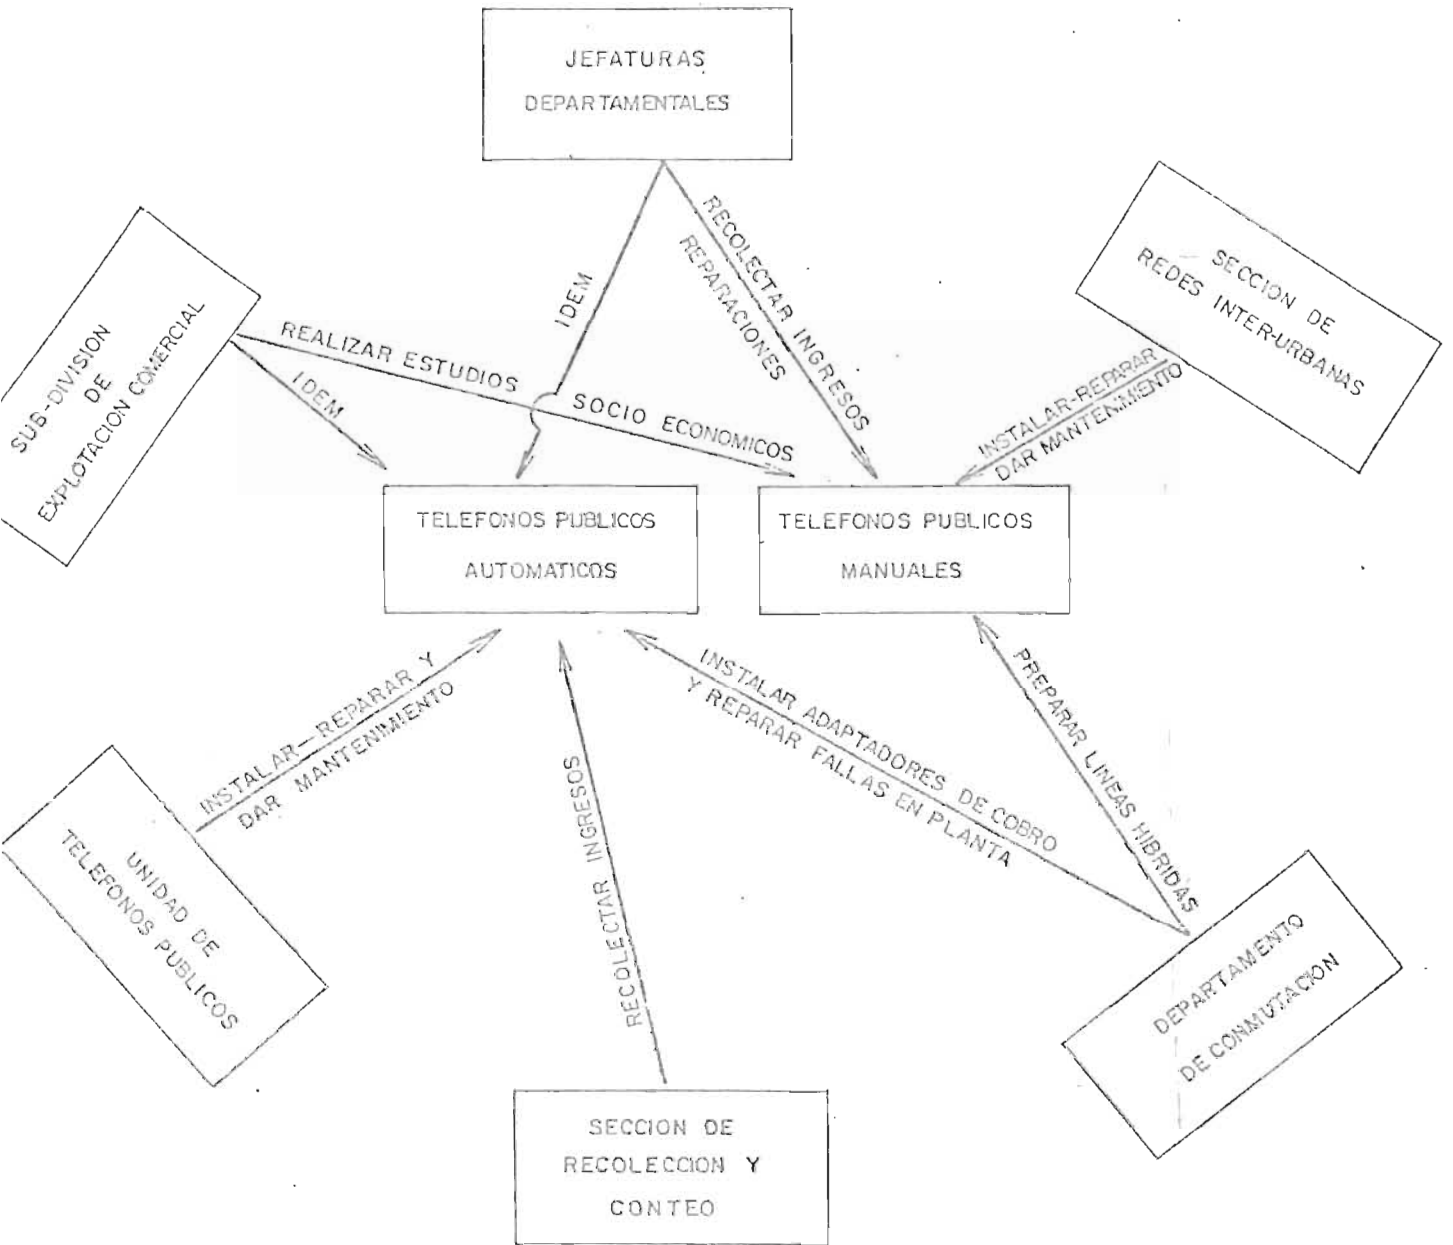 JEFATURAS
DEPARTAMENTALES
SECCION DE
REDES INTER-URBANAS
SUB-DIVISION
DE
EXPLOTACION COMERCIAL
IDEM
RECOLECTAR INGRESOS
REPARACIONES
REALIZAR ESTUDIOS SOCIO ECONOMICOS
IDEM
INSTALAR-REPARAR
DAR MANTENIMIENTO
TELEFONOS PUBLICOS
AUTOMATICOS
TELEFONOS PUBLICOS
MANUALES
INSTALAR-REPARAR Y
DAR MANTENIMIENTO
RECOLECTAR INGRESOS
INSTALAR ADAPTADORES DE COBRO
Y REPARAR FALLAS EN PLANTA
PREPARAR LINEAS HIBRIDAS
UNIDAD DE
TELEFONOS PUBLICOS
DEPARTAMENTO
DE CONMUTACION
SECCION DE
RECOLECCION Y
CONTEO